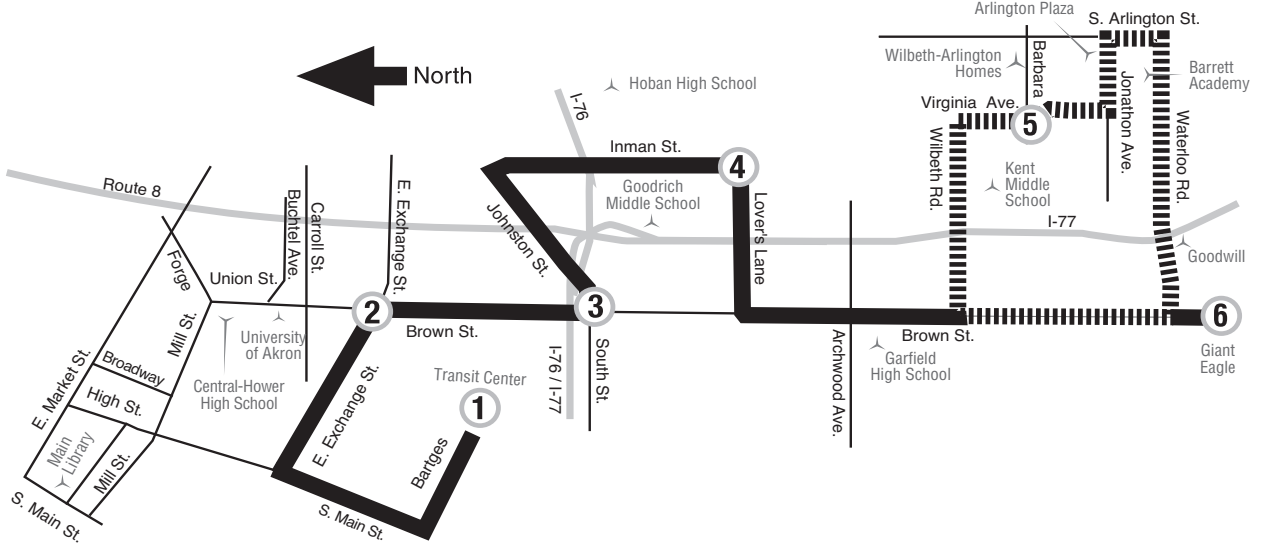 Arlington Plaza
S. Arlington St.
Wilbeth-Arlington
Homes
Barbara
Barrett
Academy
North
Hoban High School
I-76
Virginia Ave.
Jonathon Ave.
5
Waterloo Rd.
Wilbeth Rd.
Inman St.
4
Kent
Middle
School
Route 8
Goodrich
Middle School
Buchtel Ave.
Carroll St.
E. Exchange St.
Johnston St.
Lover's Lane
I-77
Forge
Union St.
Goodwill
2
3
6
Brown St.
Brown St.
University
of Akron
Mill St.
I-76 / I-77
South St.
Archwood Ave.
Garfield
High School
Giant
Eagle
E. Market St.
Broadway
Central-Hower
High School
Transit Center
1
High St.
E. Exchange St.
Main
Library
Mill St.
Bartges
S. Main St.
S. Main St.